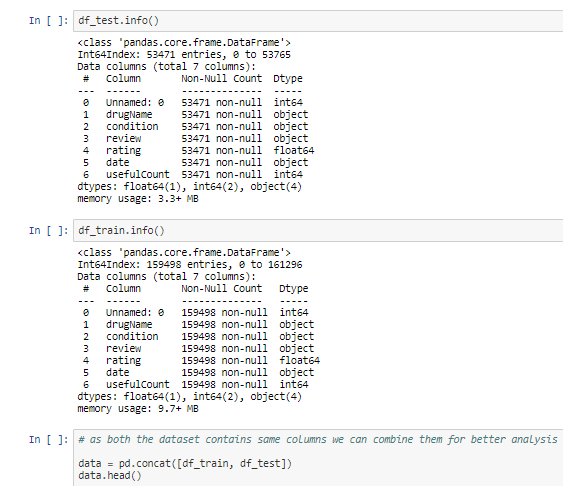 In [ ]: df_test.info()
<class 'pandas.core.frame.DataFrame'>
Int64Index: 53471 entries, 0 to 53765
Data columns (total 7 columns):
 #   Column       Non-Null Count  Dtype
---  ------       --------------  -----
 0   Unnamed: 0   53471 non-null  int64
 1   drugName     53471 non-null  object
 2   condition    53471 non-null  object
 3   review       53471 non-null  object
 4   rating       53471 non-null  float64
 5   date         53471 non-null  object
 6   usefulCount  53471 non-null  int64
dtypes: float64(1), int64(2), object(4)
memory usage: 3.3+ MB
In [ ]: df_train.info()
<class 'pandas.core.frame.DataFrame'>
Int64Index: 159498 entries, 0 to 161296
Data columns (total 7 columns):
 #   Column       Non-Null Count   Dtype
---  ------       --------------   -----
 0   Unnamed: 0   159498 non-null  int64
 1   drugName     159498 non-null  object
 2   condition    159498 non-null  object
 3   review       159498 non-null  object
 4   rating       159498 non-null  float64
 5   date         159498 non-null  object
 6   usefulCount  159498 non-null  int64
dtypes: float64(1), int64(2), object(4)
memory usage: 9.7+ MB
In [ ]: # as both the dataset contains same columns we can combine them for better analysis
data = pd.concat([df_train, df_test])
data.head()